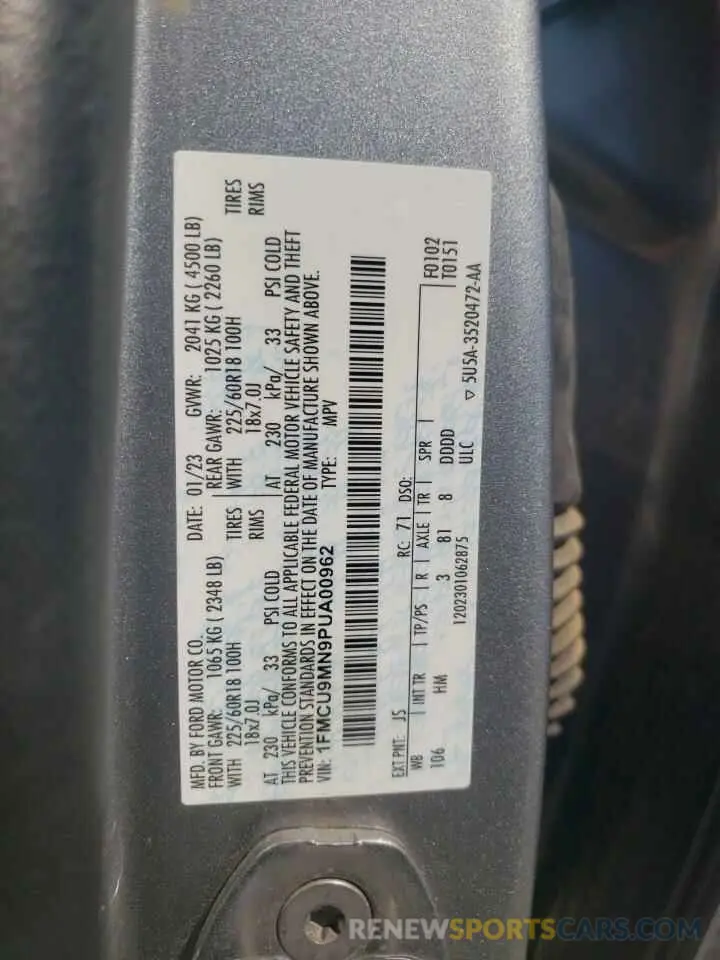 MFD. BY FORD MOTOR CO. DATE: 01/23 GVWR: 2041 KG ( 4500 LB)
FRONT GAWR: 1065 KG ( 2348 LB) REAR GAWR: 1025 KG ( 2260 LB)
WITH 225/60R18 100H TIRES WITH 225/60R18 100H TIRES
18x7.0J RIMS 18x7.0J RIMS
AT 230 kPa/ 33 PSI COLD AT 230 kPa/ 33 PSI COLD
THIS VEHICLE CONFORMS TO ALL APPLICABLE FEDERAL MOTOR VEHICLE SAFETY AND THEFT
PREVENTION STANDARDS IN EFFECT ON THE DATE OF MANUFACTURE SHOWN ABOVE.
VIN: 1FMCU9MN9PUA00962 TYPE: MPV
EXT PNT: JS RC: 71 DSO: F0102
WB INT TR TP/PS R AXLE TR SPR T0151
106 HM 3 81 8 DDDD
1202301062875 ULC 5U5A-3520472-AA
RENEWSPORTSCARS.COM